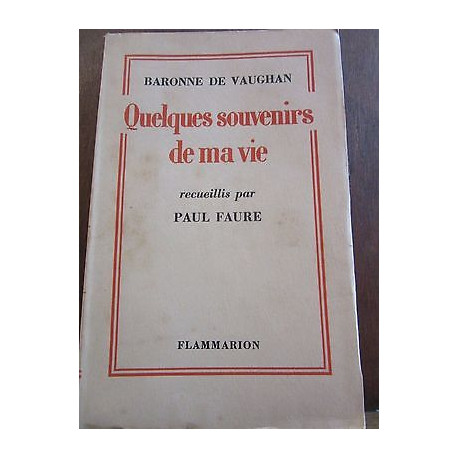 BARONNE DE VAUGHAN
Quelques souvenirs
de ma vie
recueillis par
PAUL FAURE
FLAMMARION